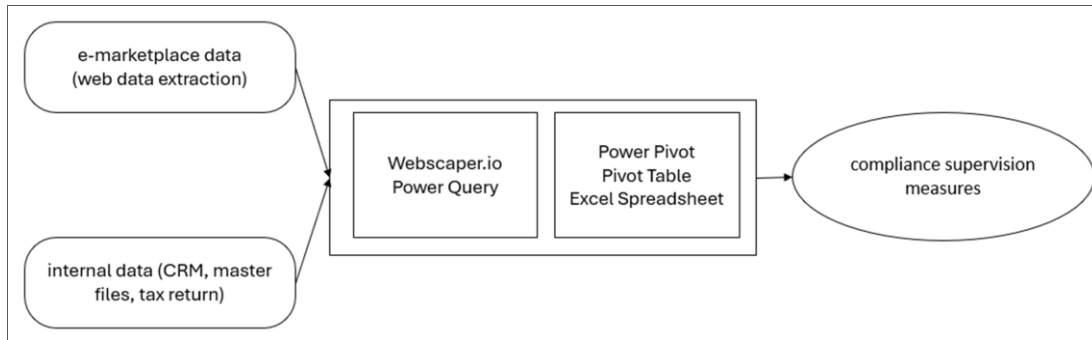 e-marketplace data
(web data extraction)
internal data (CRM, master
files, tax return)
Webscaper.io
Power Query
Power Pivot
Pivot Table
Excel Spreadsheet
compliance supervision
measures